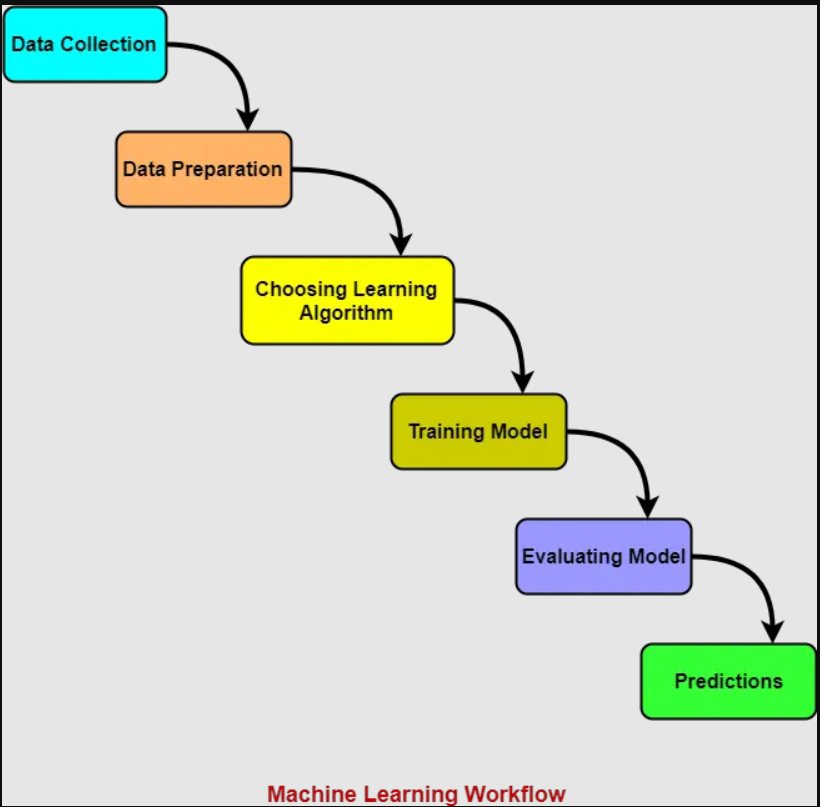 Data Collection
Data Preparation
Choosing Learning
Algorithm
Training Model
Evaluating Model
Predictions
Machine Learning Workflow